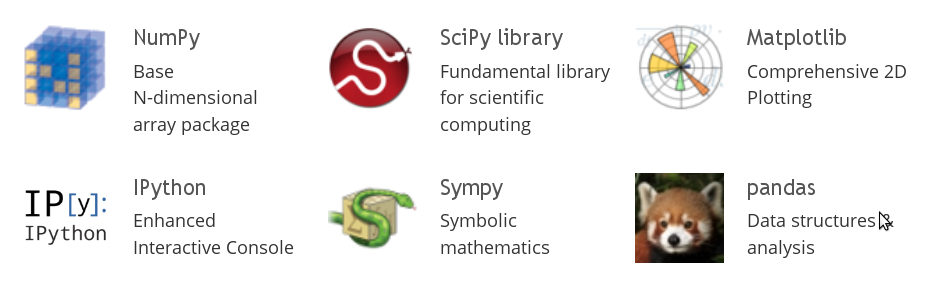 NumPy
Base
N-dimensional
array package
SciPy library
Fundamental library
for scientific
computing
Matplotlib
Comprehensive 2D
Plotting
IP[y]:
IPython
IPython
Enhanced
Interactive Console
Sympy
Symbolic
mathematics
pandas
Data structures &
analysis